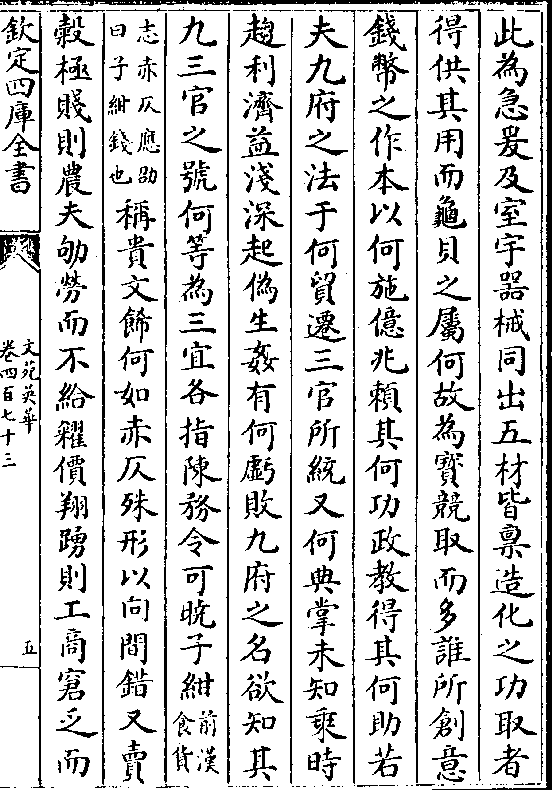 此為急爰及室宇器械同出五材皆稟造化之功取者
得供其用而龜貝之屬何故為寳競取而多誰所創意
錢幣之作本以何施億兆頼其何功政教得其何助若
夫九府之法于何貿遷三官所統又何典掌未知乘時
趨利濟益淺深起偽生姦有何虧敗九府之名欲知其
九三官之號何等為三宜各指陳務令可曉子紺前漢食貨
志赤仄應劭曰子紺錢也稱貴文餙何如赤仄殊形以何間錯又賣
榖極賤則農夫劬勞而不給糴價翔踴則工商窘乏而
欽定四庫全書
文苑英華
卷四百七十三
五